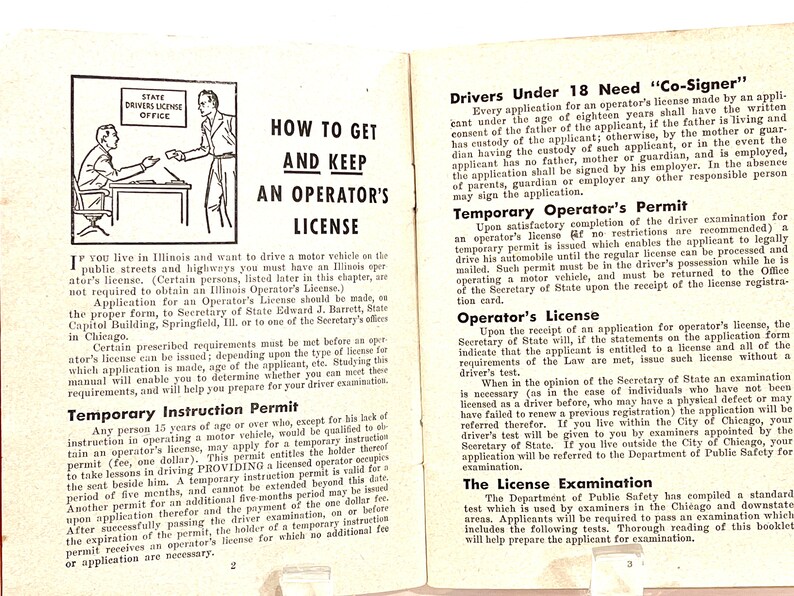 STATE
DRIVERS LICENSE
OFFICE
HOW TO GET
AND KEEP
AN OPERATOR'S
LICENSE
IF YOU live in Illinois and want to drive a motor vehicle on the
public streets and highways you must have an Illinois oper-
ator's license. (Certain persons, listed later in this chapter, are
not required to obtain an Illinois Operator's License.)
Application for an Operator's License should be made, on
the proper form, to Secretary of State Edward J. Barrett, State
Capitol Building, Springfield, Ill. or to one of the Secretary's offices
in Chicago.
Certain prescribed requirements must be met before an oper-
ator's license can be issued; depending upon the type of license for
which application is made, age of the applicant, etc. Studying this
manual will enable you to determine whether you can meet these
requirements, and will help you prepare for your driver examination.
Temporary Instruction Permit
Any person 15 years of age or over who, except for his lack of
instruction in operating a motor vehicle, would be qualified to ob-
tain an operator's license, may apply for a temporary instruction
permit (fee, one dollar). This permit entitles the holder thereof
to take lessons in driving PROVIDING a licensed operator occupies
the seat beside him. A temporary instruction permit is valid for a
period of five months, and cannot be extended beyond this date.
Another permit for an additional five-months period may be issued
upon application therefor and the payment of the one dollar fee.
After successfully passing the driver examination, on or before
the expiration of the permit, the holder of a temporary instruction
permit receives an operator's license for which no additional fee
or application are necessary.
2
Drivers Under 18 Need "Co-Signer"
Every application for an operator's license made by an appli-
cant under the age of eighteen years shall have the written
consent of the father of the applicant, if the father is living and
has custody of the applicant; otherwise, by the mother or guar-
dian having the custody of such applicant, or in the event the
applicant has no father, mother or guardian, and is employed,
the application shall be signed by his employer. In the absence
of parents, guardian or employer any other responsible person
may sign the application.
Temporary Operator's Permit
Upon satisfactory completion of the driver examination for
an operator's license (if no restrictions are recommended) a
temporary permit is issued which enables the applicant to legally
drive his automobile until the regular license can be processed and
mailed. Such permit must be in the driver's possession while he is
operating a motor vehicle, and must be returned to the Office
of the Secretary of State upon the receipt of the license registra-
tion card.
Operator's License
Upon the receipt of an application for operator's license, the
Secretary of State will, if the statements on the application form
indicate that the applicant is entitled to a license and all of the
requirements of the Law are met, issue such license without a
driver's test.
When in the opinion of the Secretary of State an examination
is necessary (as in the case of individuals who have not been
licensed as a driver before, who may have a physical defect or may
have failed to renew a previous registration) the applicant will be
referred therefor. If you live within the City of Chicago, your
driver's test will be given to you by examiners appointed by the
Secretary of State. If you live outside the City of Chicago, your
application will be referred to the Department of Public Safety for
examination.
The License Examination
The Department of Public Safety has compiled a standard
test which is used by examiners in the Chicago and downstate
areas. Applicants will be required to pass an examination which
includes the following tests. Thorough reading of this booklet
will help prepare the applicant for examination.
3